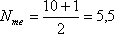 N_me = (10 + 1)/2 = 5,5